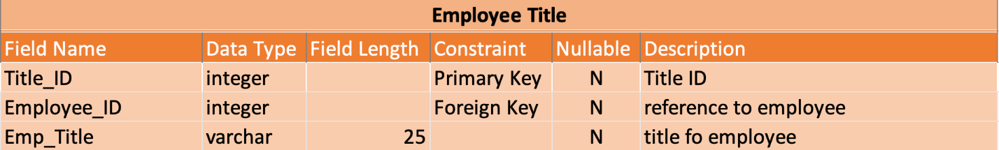 Employee Title
Field Name Data Type Field Length Constraint Nullable Description
Title_ID integer Primary Key N Title ID
Employee_ID integer Foreign Key N reference to employee
Emp_Title varchar 25 N title fo employee